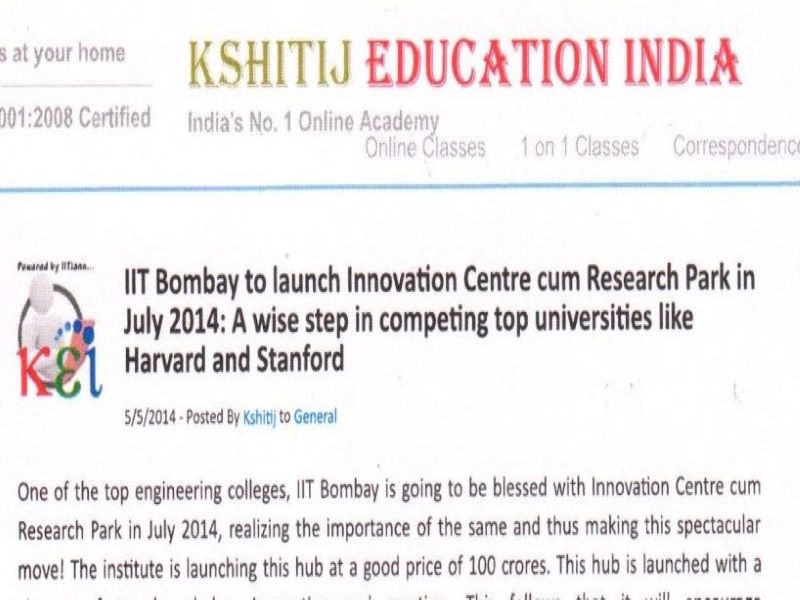 s at your home
001:2008 Certified
KSHITIJ EDUCATION INDIA
India's No. 1 Online Academy
Online Classes 1 on 1 Classes Correspondence
Powered by IITians...
KEi
IIT Bombay to launch Innovation Centre cum Research Park in
July 2014: A wise step in competing top universities like
Harvard and Stanford
5/5/2014 - Posted By Kshitij to General
One of the top engineering colleges, IIT Bombay is going to be blessed with Innovation Centre cum
Research Park in July 2014, realizing the importance of the same and thus making this spectacular
move! The institute is launching this hub at a good price of 100 crores. This hub is launched with a